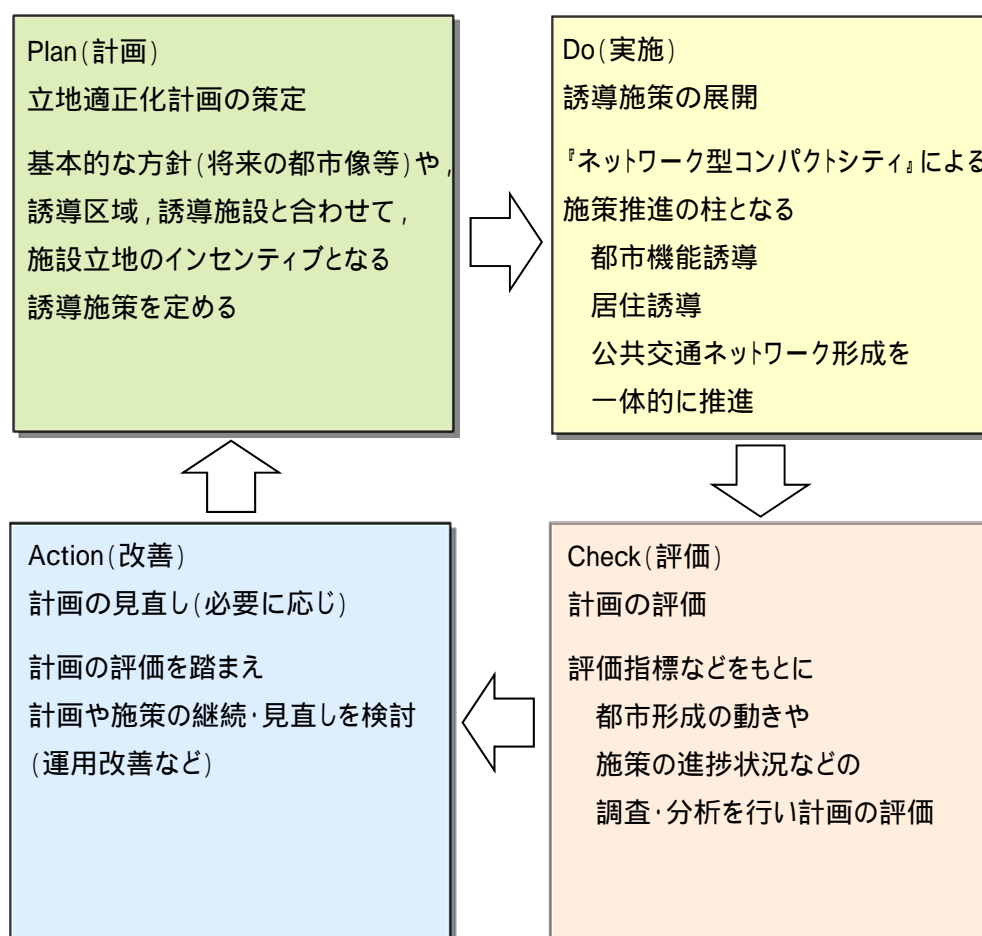 Plan(計画)
立地適正化計画の策定
基本的な方針(将来の都市像等)や,
誘導区域,誘導施設と合わせて,
施設立地のインセンティブとなる
誘導施策を定める
Do(実施)
誘導施策の展開
『ネットワーク型コンパクトシティ』による
施策推進の柱となる
都市機能誘導
居住誘導
公共交通ネットワーク形成を
一体的に推進
Action(改善)
計画の見直し(必要に応じ)
計画の評価を踏まえ
計画や施策の継続・見直しを検討
(運用改善など)
Check(評価)
計画の評価
評価指標などをもとに
都市形成の動きや
施策の進捗状況などの
調査・分析を行い計画の評価